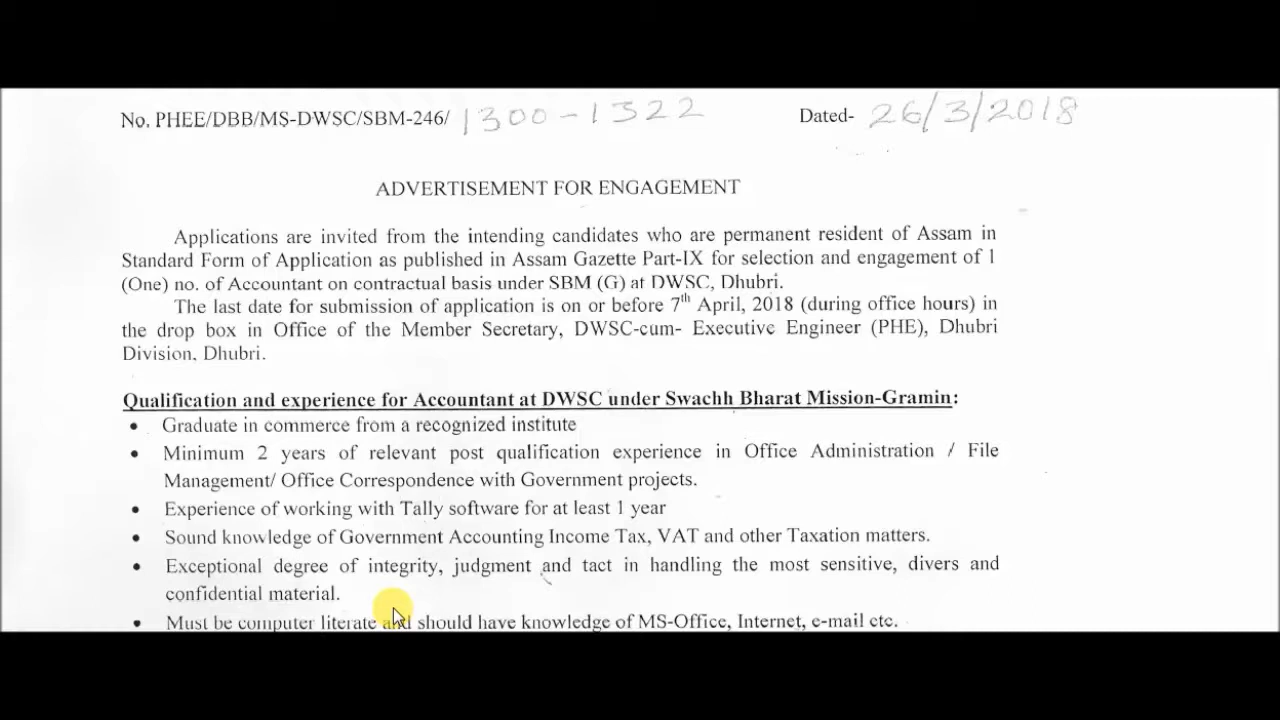 No. PHEE/DBB/MS-DWSC/SBM-246/ 1300-1322 Dated- 26/3/2018
ADVERTISEMENT FOR ENGAGEMENT
Applications are invited from the intending candidates who are permanent resident of Assam in
Standard Form of Application as published in Assam Gazette Part-IX for selection and engagement of 1
(One) no. of Accountant on contractual basis under SBM (G) at DWSC, Dhubri.
The last date for submission of application is on or before 7th April, 2018 (during office hours) in
the drop box in Office of the Member Secretary, DWSC-cum- Executive Engineer (PHE), Dhubri
Division, Dhubri.
Qualification and experience for Accountant at DWSC under Swachh Bharat Mission-Gramin:
• Graduate in commerce from a recognized institute
• Minimum 2 years of relevant post qualification experience in Office Administration / File
Management/ Office Correspondence with Government projects.
• Experience of working with Tally software for at least 1 year
• Sound knowledge of Government Accounting Income Tax, VAT and other Taxation matters.
• Exceptional degree of integrity, judgment and tact in handling the most sensitive, divers and
confidential material.
• Must be computer literate and should have knowledge of MS-Office, Internet, e-mail etc.